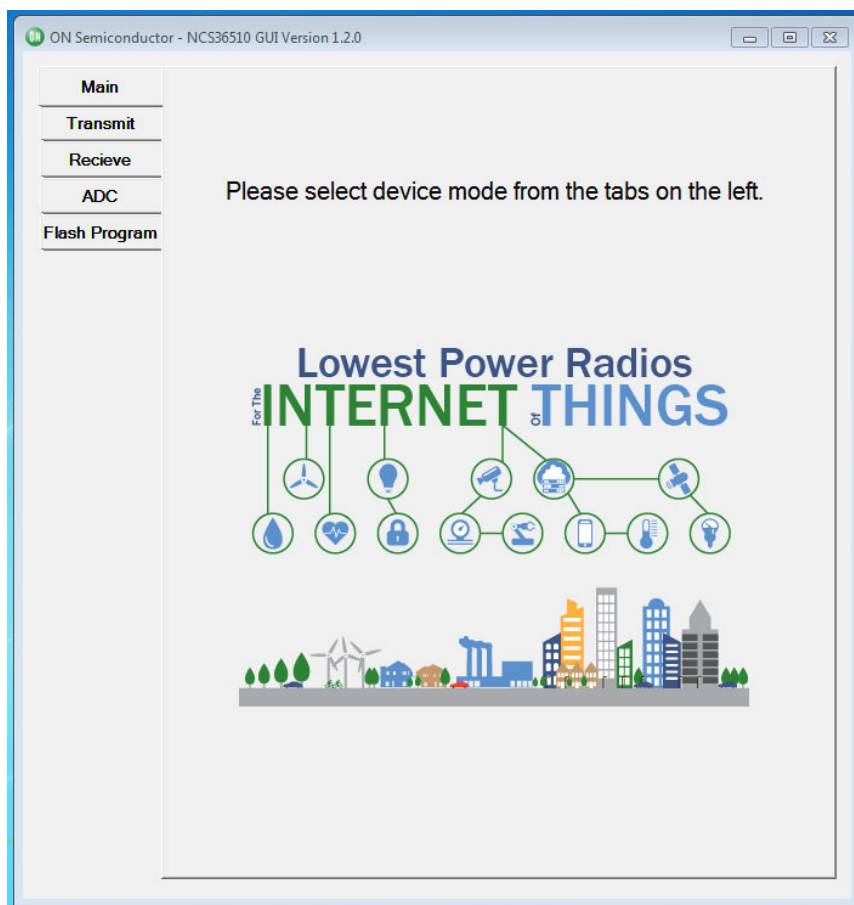 ON ON Semiconductor - NCS36510 GUI Version 1.2.0
Main
Transmit
Recieve
ADC
Flash Program
Please select device mode from the tabs on the left.
Lowest Power Radios
For The INTERNET Of THINGS